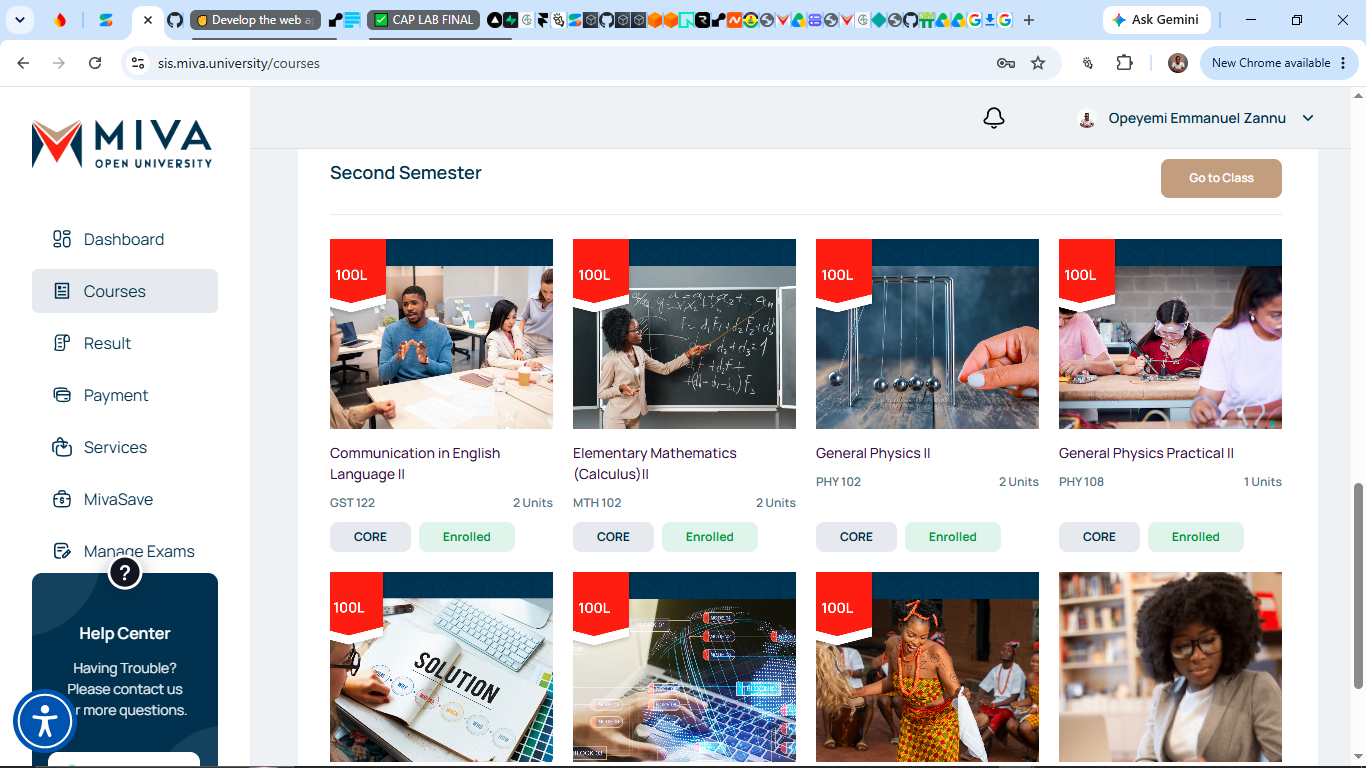 Develop the web a
CAP LAB FINAL
Ask Gemini
sis.miva.university/courses
New Chrome available
MIVA
OPEN UNIVERSITY
Opeyemi Emmanuel Zannu
Dashboard
Courses
Result
Payment
Services
MivaSave
Manage Exams
?
Help Center
Having Trouble?
Please contact us
r more questions.
Second Semester
Go to Class
100L
100L
100L
100L
Communication in English
Language II
GST 122
2 Units
CORE
Enrolled
Elementary Mathematics
(Calculus)II
MTH 102
2 Units
CORE
Enrolled
General Physics II
PHY 102
2 Units
CORE
Enrolled
General Physics Practical II
PHY 108
1 Units
CORE
Enrolled
100L
SOLUTION
100L
100L